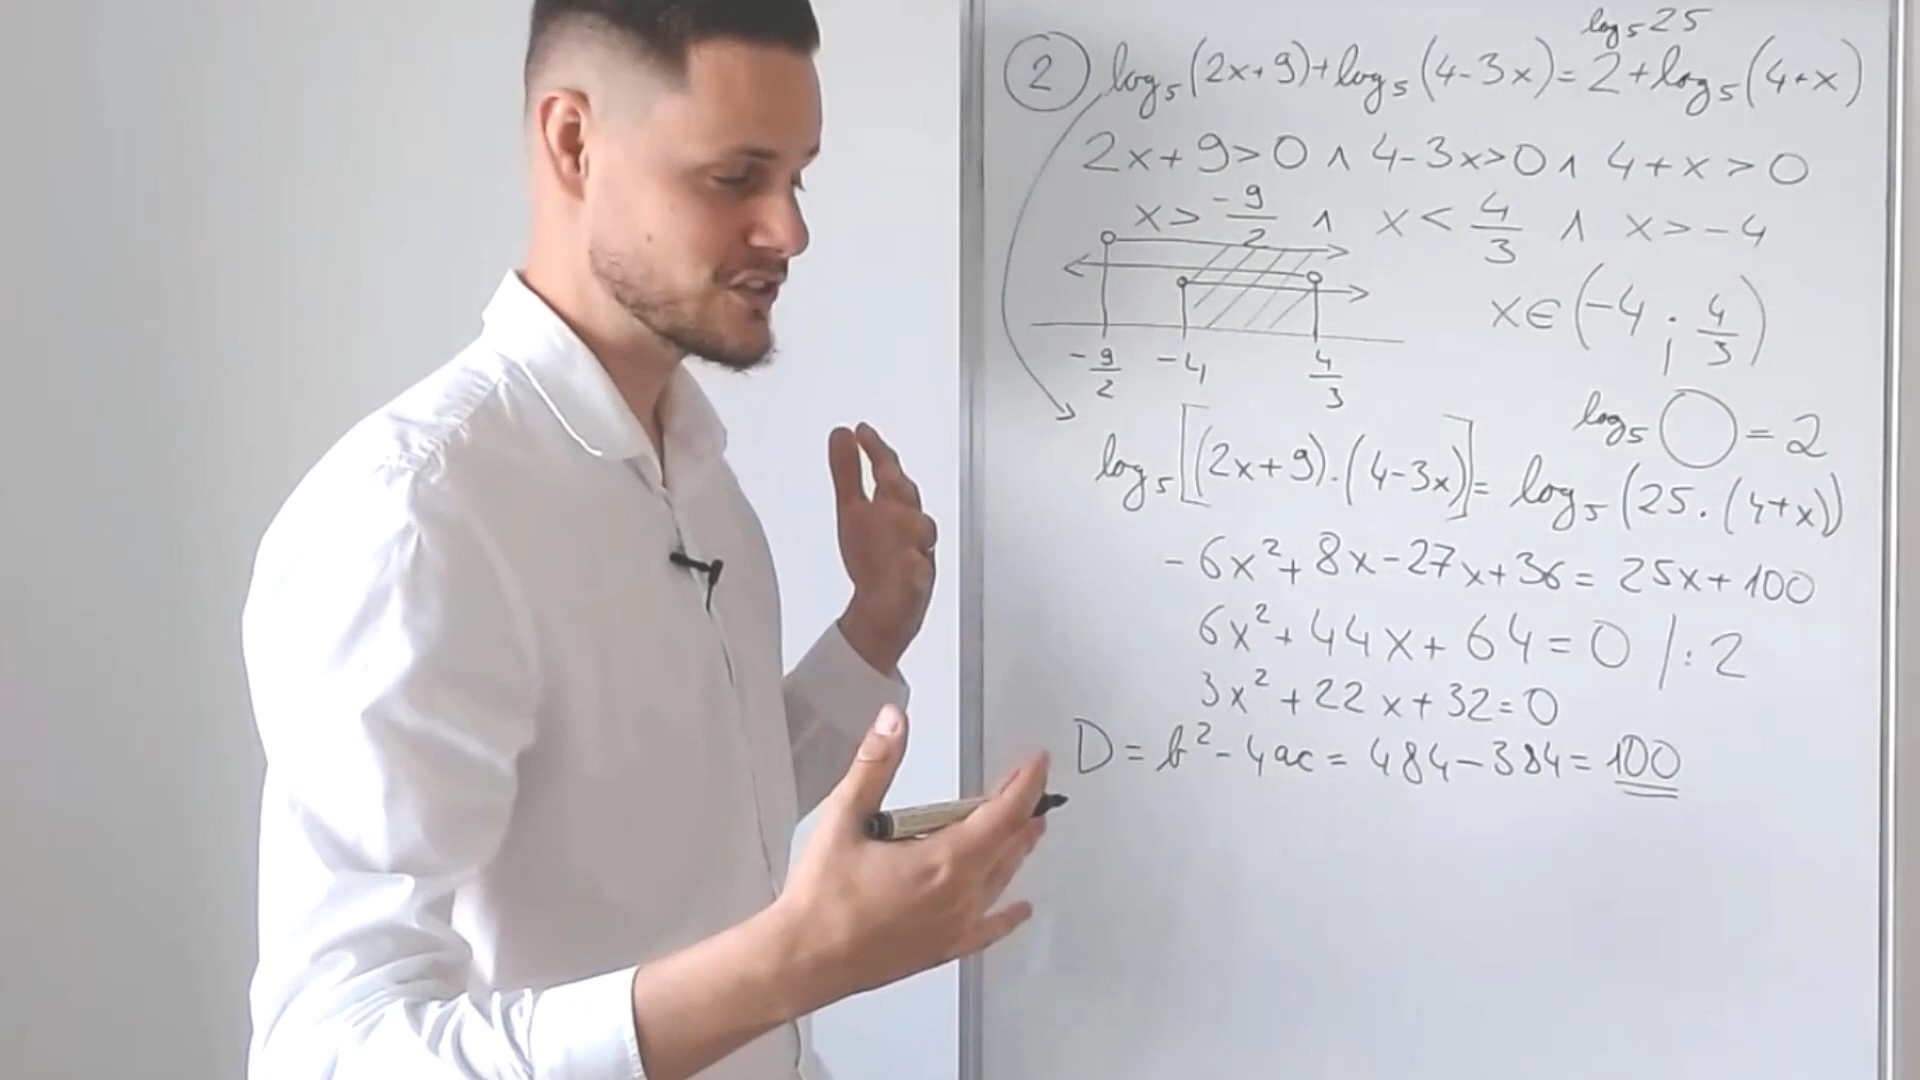 log₅25
② log₅(2x+9)+log₅(4-3x)=2+log₅(4+x)
2x+9>0 ∧ 4-3x>0 ∧ 4+x>0
x>-9/2 ∧ x<4/3 ∧ x>-4
x∈(-4;4/3)
-9/2 -4 4/3
log₅◯=2
log₅[(2x+9).(4-3x)]=log₅(25.(4+x))
-6x²+8x-27x+36=25x+100
6x²+44x+64=0/:2
3x²+22x+32=0
D=b²-4ac=484-384=100